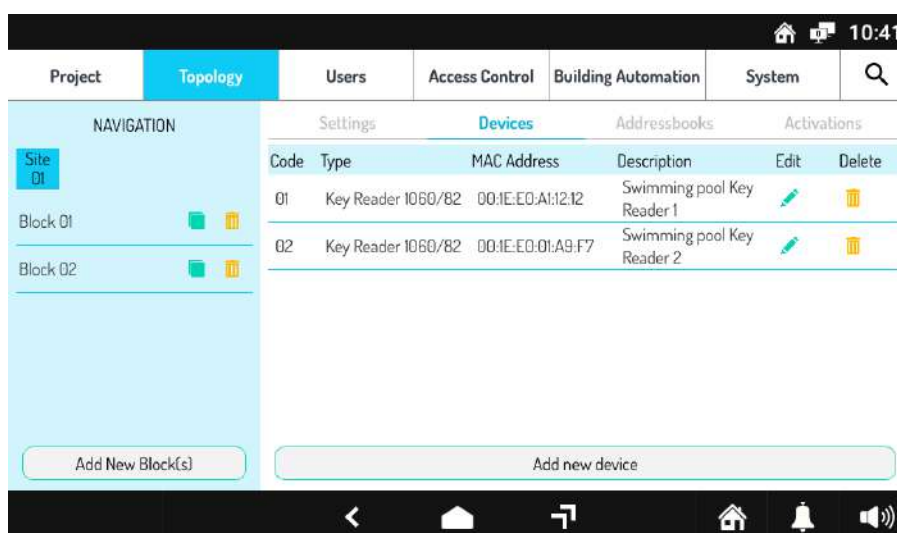 10:41
Project Topology Users Access Control Building Automation System
NAVIGATION
Settings Devices Addressbooks Activations
Site
01
Code Type MAC Address Description Edit Delete
01 Key Reader 1060/82 00:1E:E0:A1:12:12 Swimming pool Key
Reader 1
Block 01
02 Key Reader 1060/82 00:1E:E0:01:A9:F7 Swimming pool Key
Reader 2
Block 02
Add New Block(s) Add new device